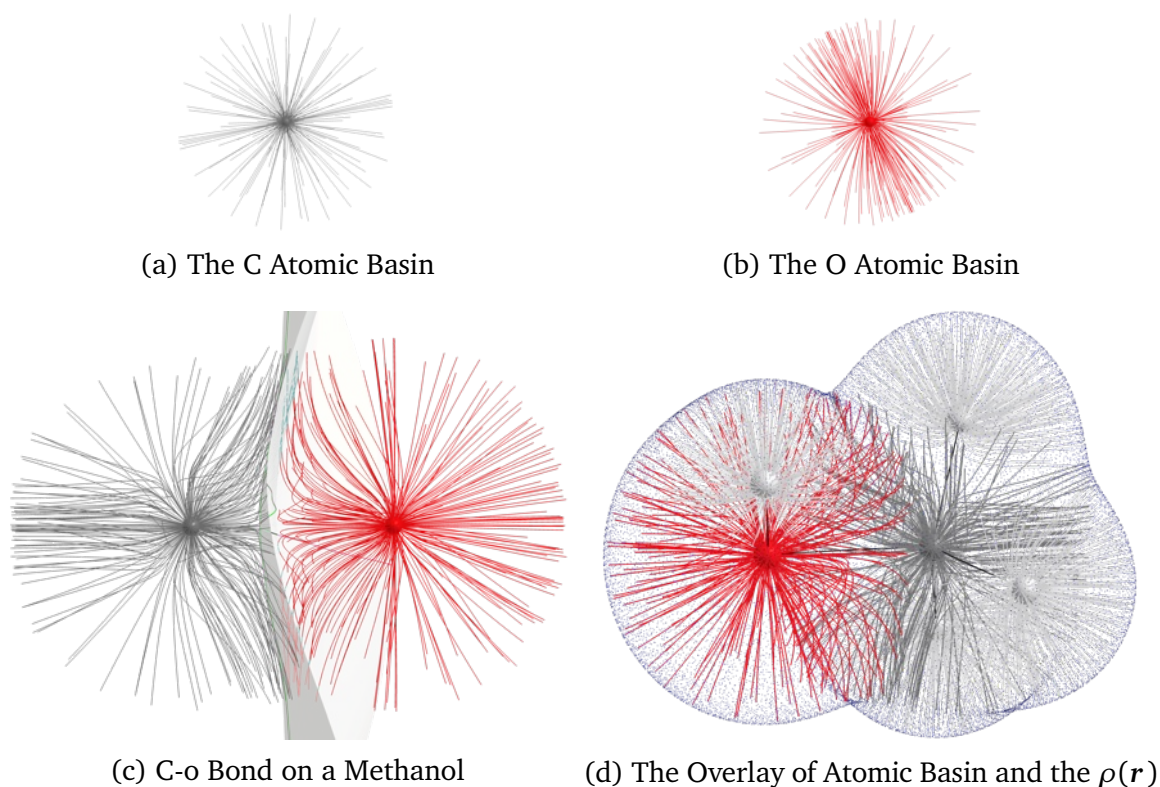 (a) The C Atomic Basin
(b) The O Atomic Basin
(c) C-o Bond on a Methanol
(d) The Overlay of Atomic Basin and the ρ(r)